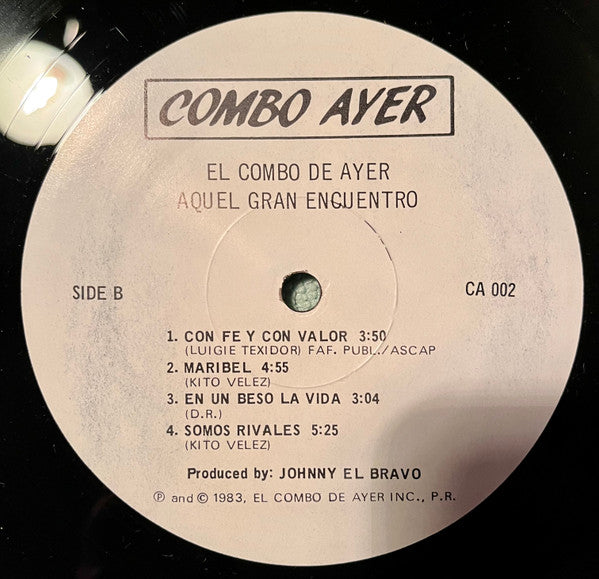 COMBO AYER
EL COMBO DE AYER
AQUEL GRAN ENCUENTRO
SIDE B
CA 002
1. CON FE Y CON VALOR 3:50
(LUIGIE TEXIDOR) FAF. PUBL./ASCAP
2. MARIBEL 4:55
(KITO VELEZ)
3. EN UN BESO LA VIDA 3:04
(D.R.)
4. SOMOS RIVALES 5:25
(KITO VELEZ)
Produced by: JOHNNY EL BRAVO
℗ and © 1983, EL COMBO DE AYER INC., P.R.